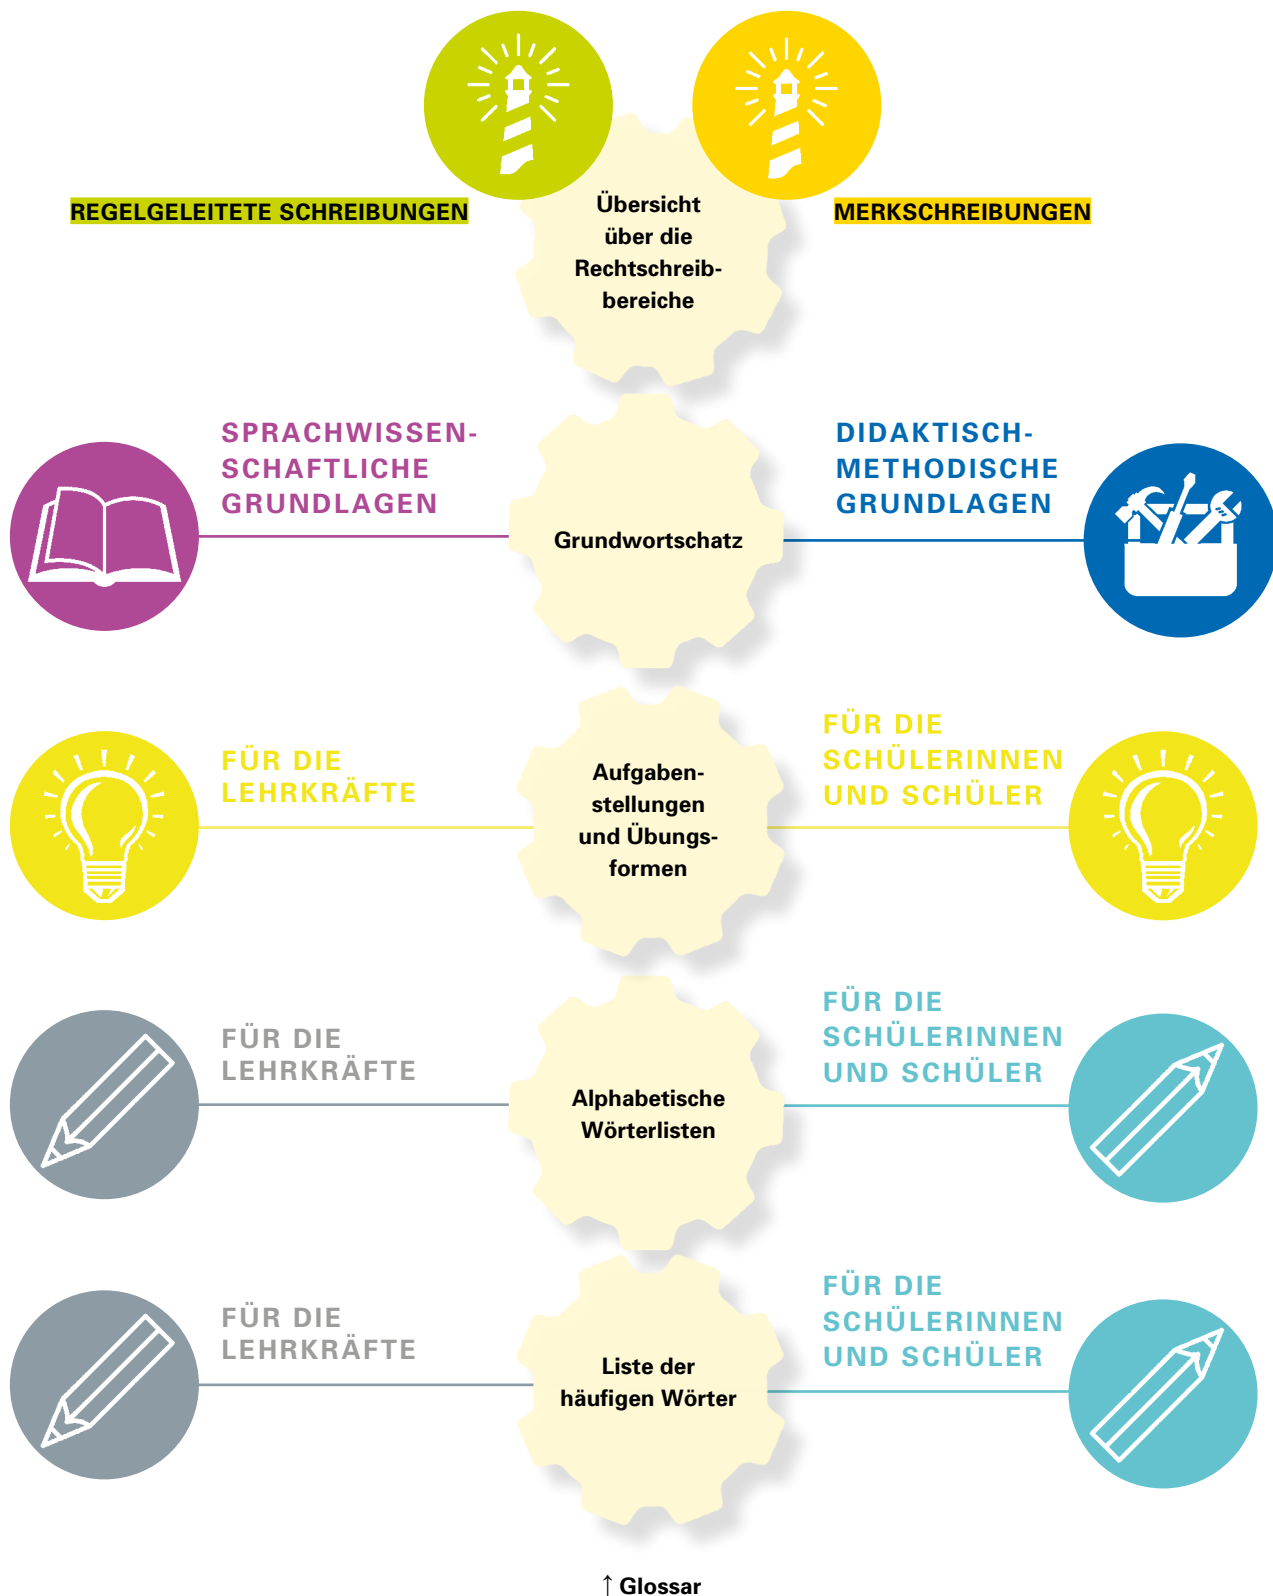 REGELGELEITETE SCHREIBUNGEN
MERKSCHREIBUNGEN
Übersicht
über die
Rechtschreib-
bereiche
SPRACHWISSEN-
SCHAFTLICHE
GRUNDLAGEN
Grundwortschatz
DIDAKTISCH-
METHODISCHE
GRUNDLAGEN
FÜR DIE
LEHRKRÄFTE
Aufgaben-
stellungen
und Übungs-
formen
FÜR DIE
SCHÜLERINNEN
UND SCHÜLER
FÜR DIE
LEHRKRÄFTE
Alphabetische
Wörterlisten
FÜR DIE
SCHÜLERINNEN
UND SCHÜLER
FÜR DIE
LEHRKRÄFTE
Liste der
häufigen Wörter
FÜR DIE
SCHÜLERINNEN
UND SCHÜLER
↑ Glossar